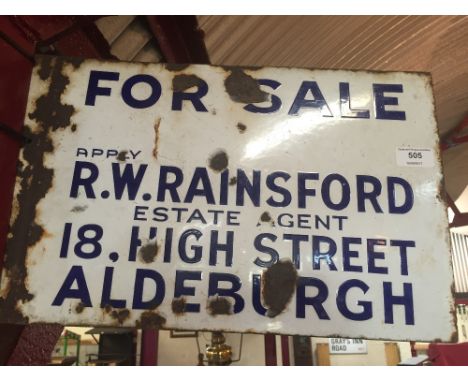 FOR SALE
APPLY
R.W.RAINSFORD
ESTATE AGENT
18. HIGH STREET
ALDEBURGH
505
GRAY'S INN
ROAD